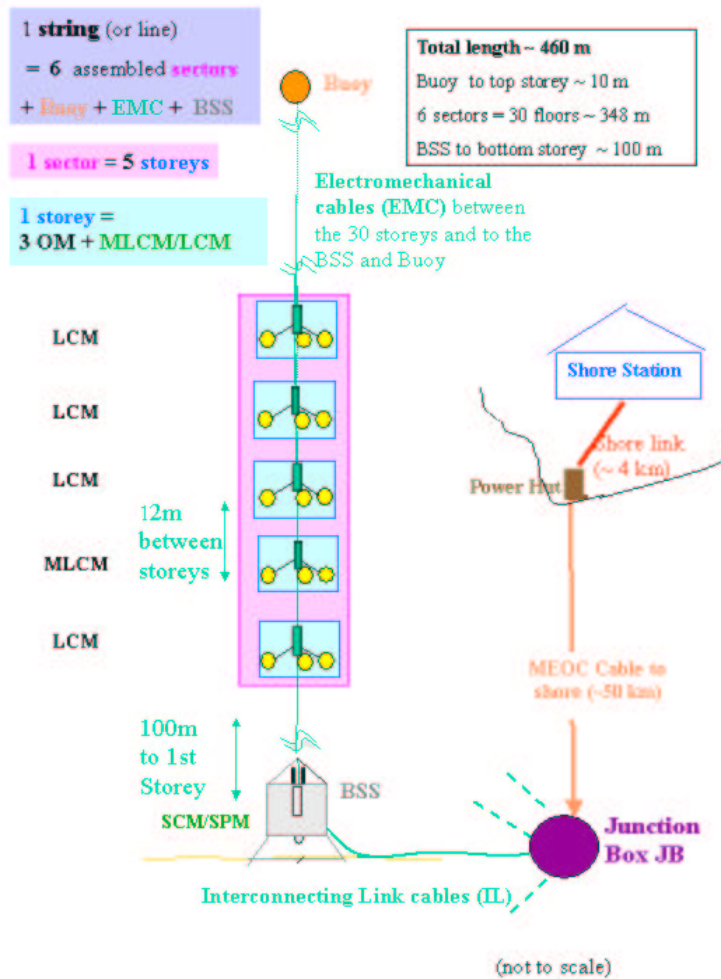 1 string (or line)
= 6 assembled sectors
+ Buoy + EMC + BSS
1 sector = 5 storeys
1 storey =
3 OM + MLCM/LCM
Buoy
Total length ~ 460 m
Buoy to top storey ~ 10 m
6 sectors = 30 floors ~ 348 m
BSS to bottom storey ~ 100 m
Electromechanical
cables (EMC) between
the 30 storeys and to the
BSS and Buoy
LCM
LCM
LCM
MLCM
LCM
12m
between
storeys
100m
to 1st
Storey
BSS
SCM/SPM
Interconnecting Link cables (IL)
Shore Station
Shore link
(~ 4 km)
Power Hut
MEOC Cable to
shore (~50 km)
Junction
Box JB
(not to scale)